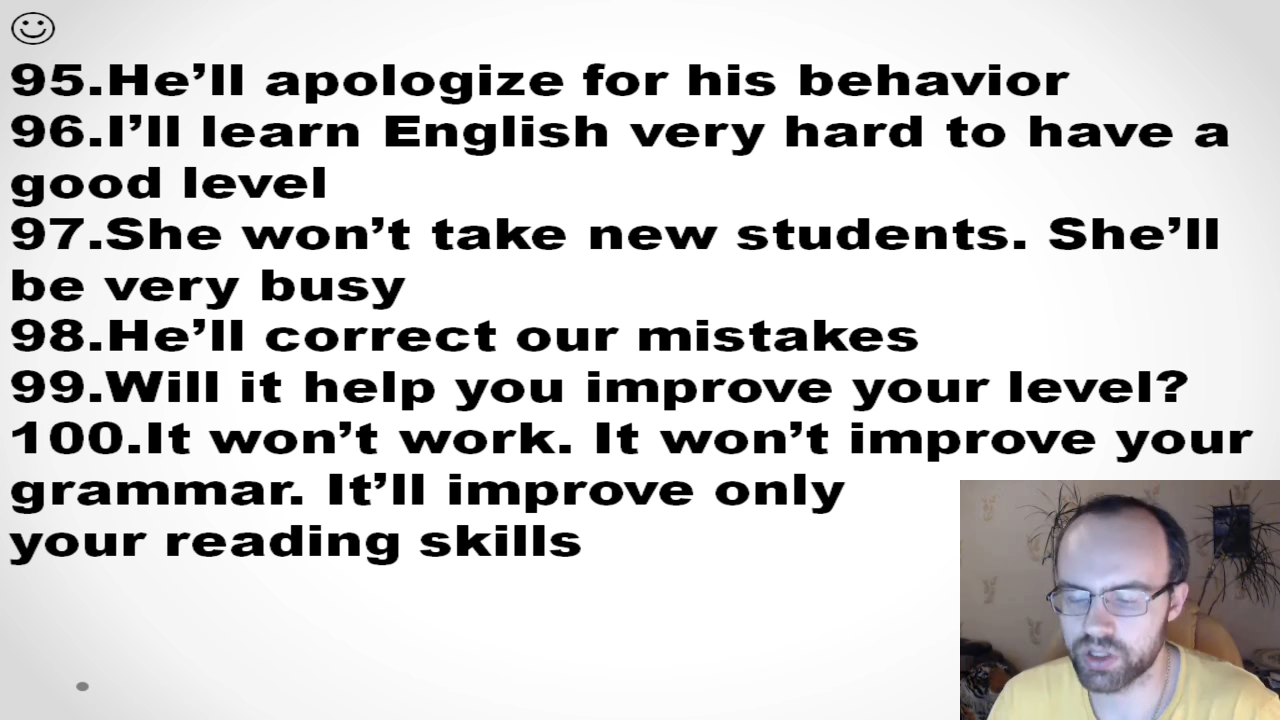 95.He’ll apologize for his behavior
96.I’ll learn English very hard to have a
good level
97.She won’t take new students. She’ll
be very busy
98.He’ll correct our mistakes
99.Will it help you improve your level?
100.It won’t work. It won’t improve your
grammar. It’ll improve only
your reading skills